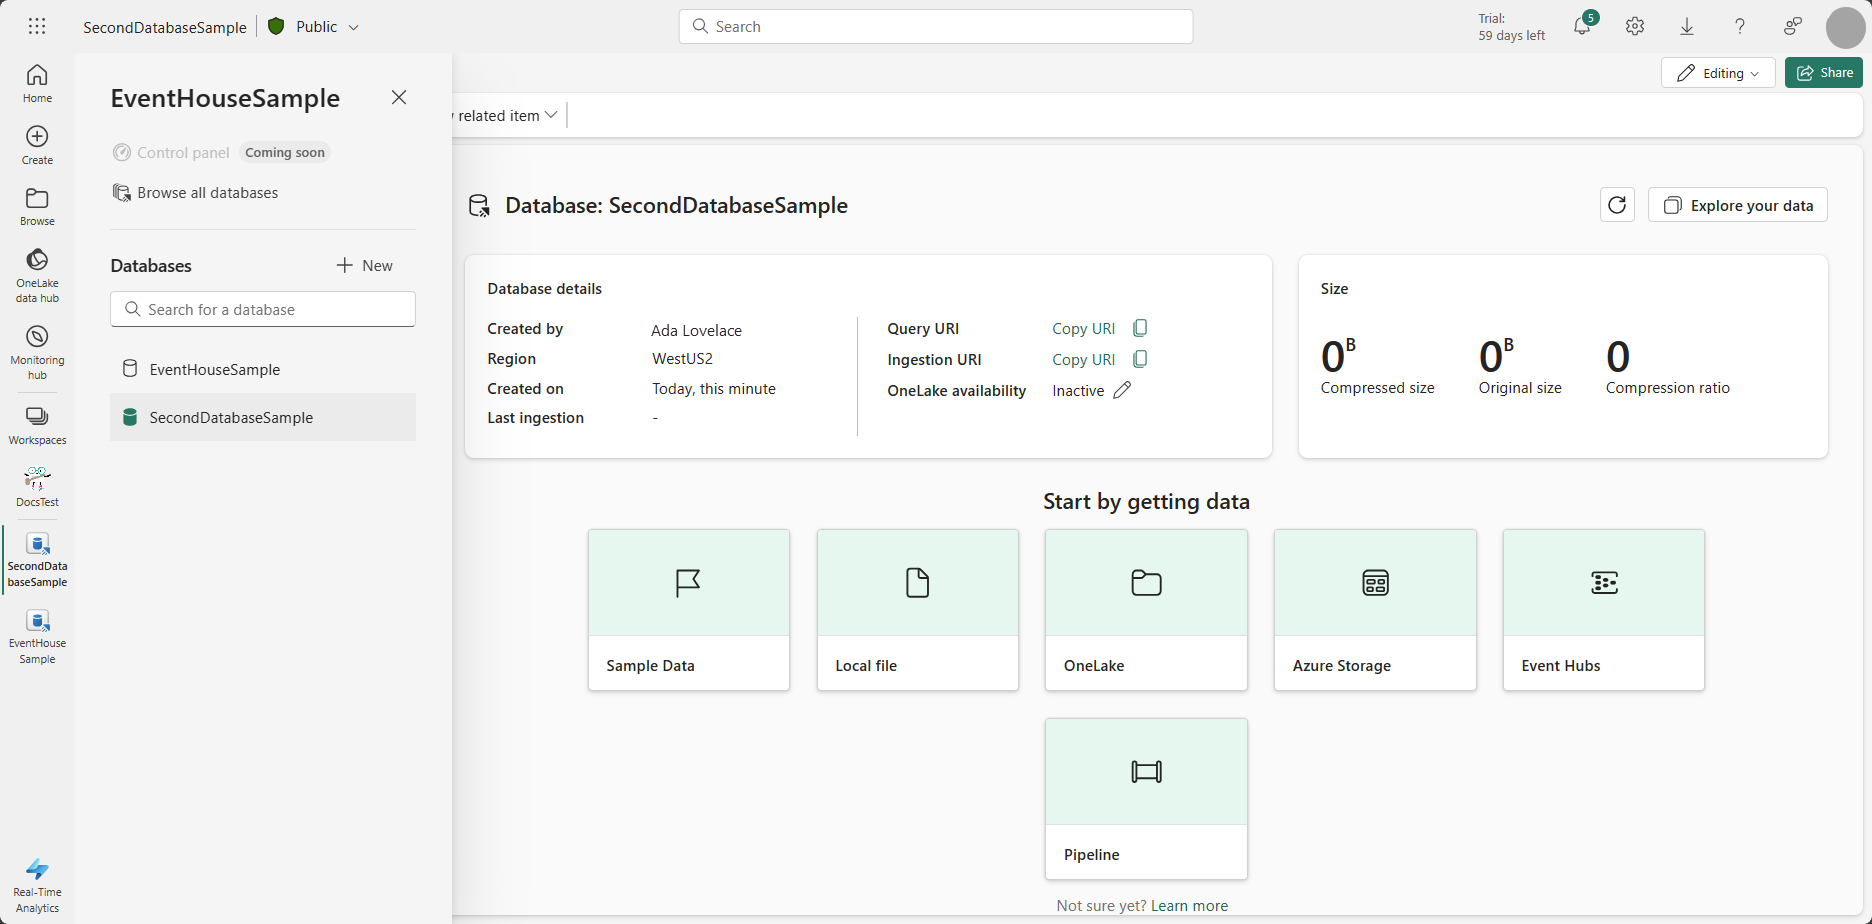 SecondDatabaseSample
Public
Search
Trial:
59 days left
5
Home
Create
Browse
OneLake
data hub
Monitoring
hub
Workspaces
DocsTest
SecondData
baseSample
EventHouse
Sample
Real-Time
Analytics
EventHouseSample
Control panel
Coming soon
Browse all databases
Databases
New
Search for a database
EventHouseSample
SecondDatabaseSample
Editing
Share
related item
Database: SecondDatabaseSample
Explore your data
Database details
Created by
Ada Lovelace
Region
WestUS2
Created on
Today, this minute
Last ingestion
-
Query URI
Copy URI
Ingestion URI
Copy URI
OneLake availability
Inactive
Size
0 B
Compressed size
0 B
Original size
0
Compression ratio
Start by getting data
Sample Data
Local file
OneLake
Azure Storage
Event Hubs
Pipeline
Not sure yet? Learn more